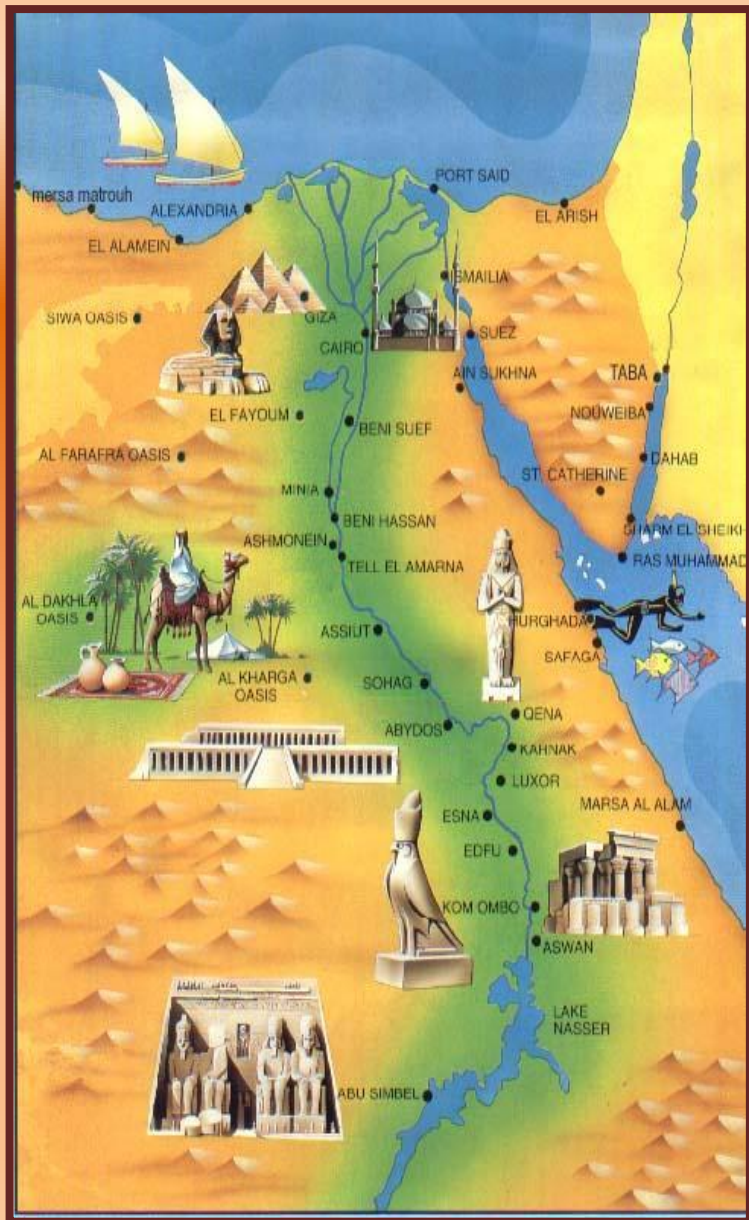 PORT SAID
mersa matrouh
ALEXANDRIA
EL ARISH
EL ALAMEIN
ISMAILIA
SIWA OASIS
GIZA
CAIRO
SUEZ
TABA
AIN SUKHNA
NOUWEIBA
EL FAYOUM
BENI SUEF
AL FARAFRA OASIS
DAHAB
ST. CATHERINE
MINIA
BENI HASSAN
SHARM EL SHEIKH
ASHMONEIN
TELL EL AMARNA
RAS MUHAMMAD
AL DAKHLA
OASIS
HURGHADA
ASSIUT
SAFAGA
AL KHARGA
OASIS
SOHAG
QENA
ABYDOS
KAHNAK
LUXOR
MARSA AL ALAM
ESNA
EDFU
KOM OMBO
ASWAN
LAKE
NASSER
ABU SIMBEL